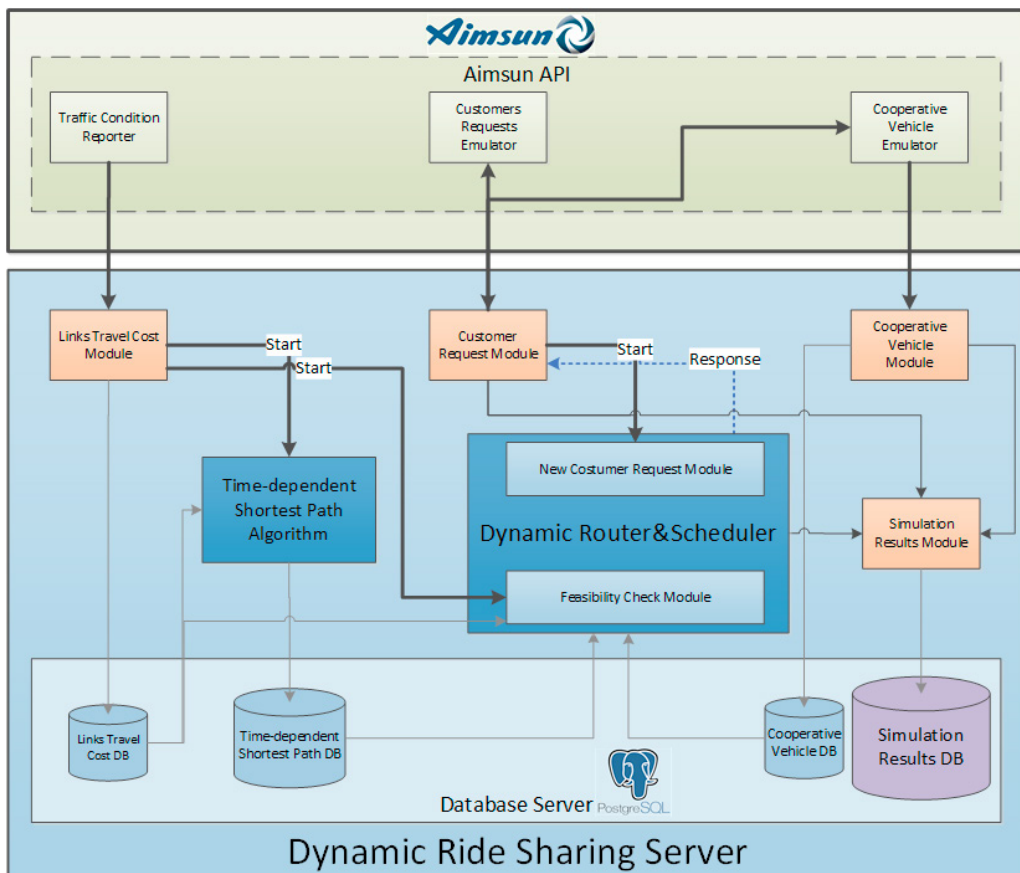 Aimsun
Aimsun API
Traffic Condition
Reporter
Customers
Requests
Emulator
Cooperative
Vehicle
Emulator
Links Travel Cost
Module
Start
Start
Customer
Request Module
Start
Response
Cooperative
Vehicle
Module
Time-dependent
Shortest Path
Algorithm
New Costumer Request Module
Dynamic Router&Scheduler
Feasibility Check Module
Simulation
Results Module
Links Travel
Cost DB
Time-dependent
Shortest Path DB
Cooperative
Vehicle DB
Simulation
Results DB
Database Server
PostgreSQL
Dynamic Ride Sharing Server